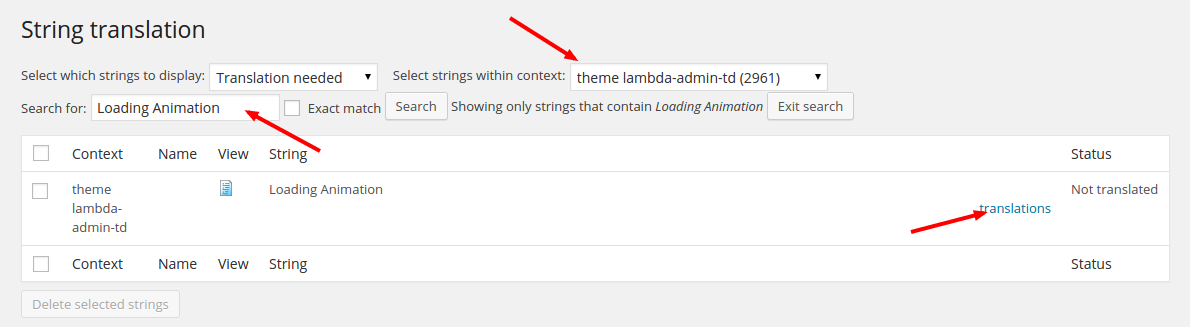 String translation
Select which strings to display: Translation needed Select strings within context: theme lambda-admin-td (2961)
Search for: Loading Animation Exact match Search Showing only strings that contain Loading Animation Exit search
Context Name View String Status
theme Loading Animation Not translated
lambda- translations
admin-td
Context Name View String Status
Delete selected strings